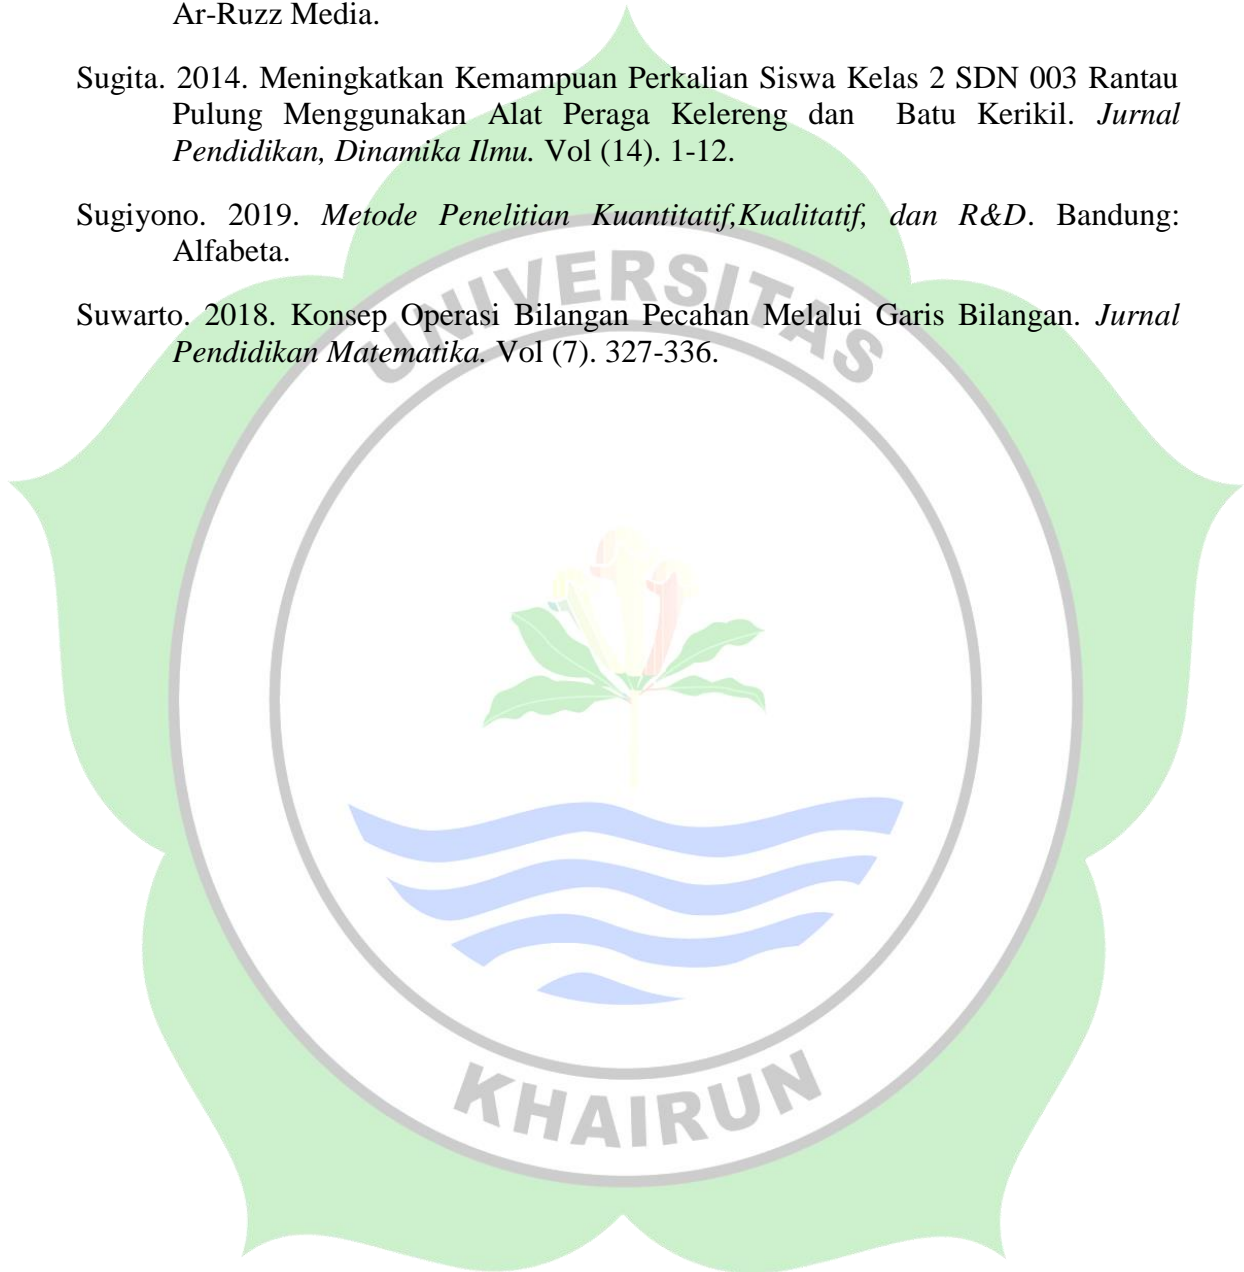 Ar-Ruzz Media.
Sugita. 2014. Meningkatkan Kemampuan Perkalian Siswa Kelas 2 SDN 003 Rantau
Pulung Menggunakan Alat Peraga Kelereng dan Batu Kerikil. Jurnal
Pendidikan, Dinamika Ilmu. Vol (14). 1-12.
Sugiyono. 2019. Metode Penelitian Kuantitatif,Kualitatif, dan R&D. Bandung:
Alfabeta.
Suwarto. 2018. Konsep Operasi Bilangan Pecahan Melalui Garis Bilangan. Jurnal
Pendidikan Matematika. Vol (7). 327-336.
UNIVERSITAS
KHAIRUN